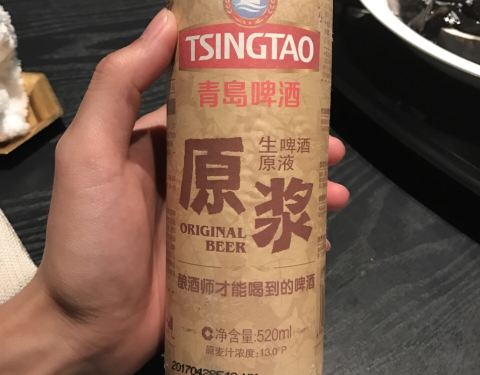 TSINGTAO
青島啤酒
原浆
生啤酒
原液
ORIGINAL
BEER
酿酒师才能喝到的啤酒
净含量:520ml
原麦汁浓度:13.0°P